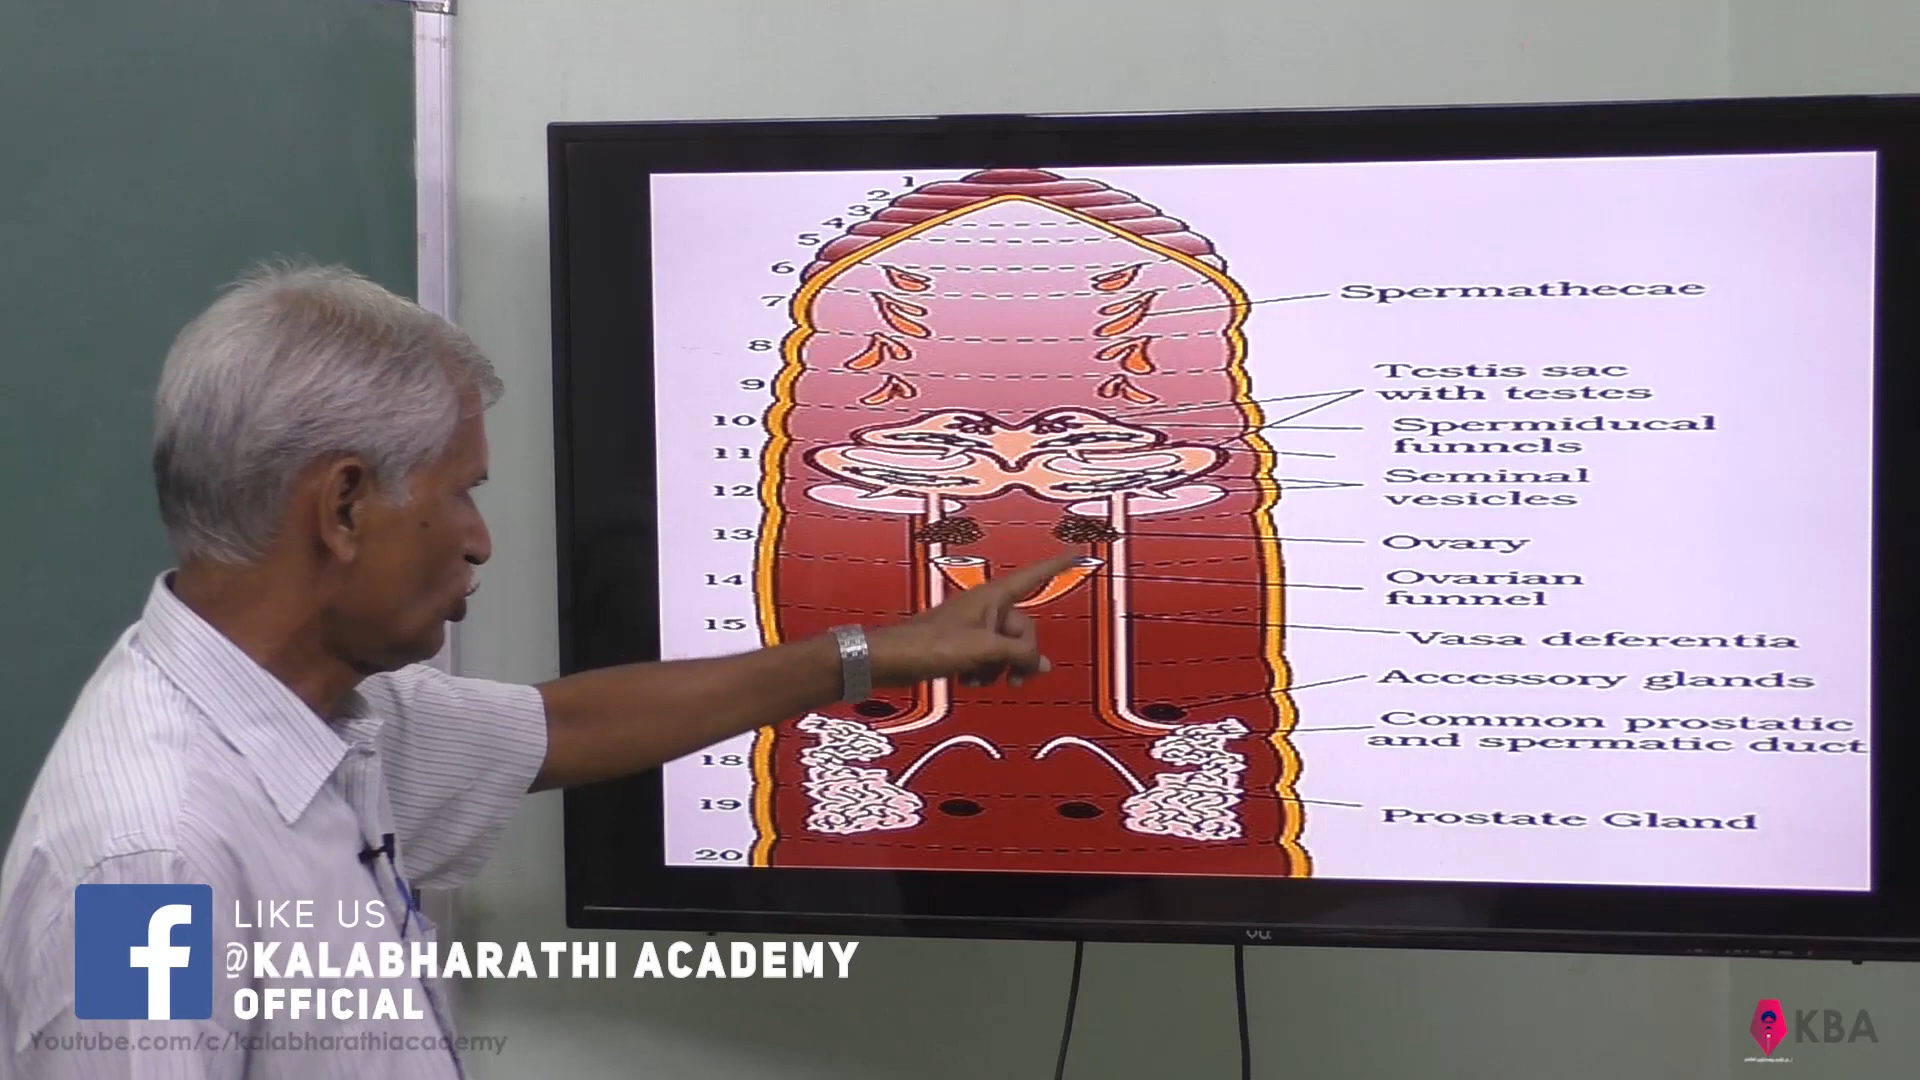 1
2
3
4
5
6
7
8
9
10
11
12
13
14
15
18
19
20
Spermathecae
Testis sac
with testes
Spermiducal
funnels
Seminal
vesicles
Ovary
Ovarian
funnel
Vasa deferentia
Accessory glands
Common prostatic
and spermatic duct
Prostate Gland
VU
f
LIKE US
@KALABHARATHI ACADEMY
OFFICIAL
Youtube.com/c/kalabharathiacademy
KBA